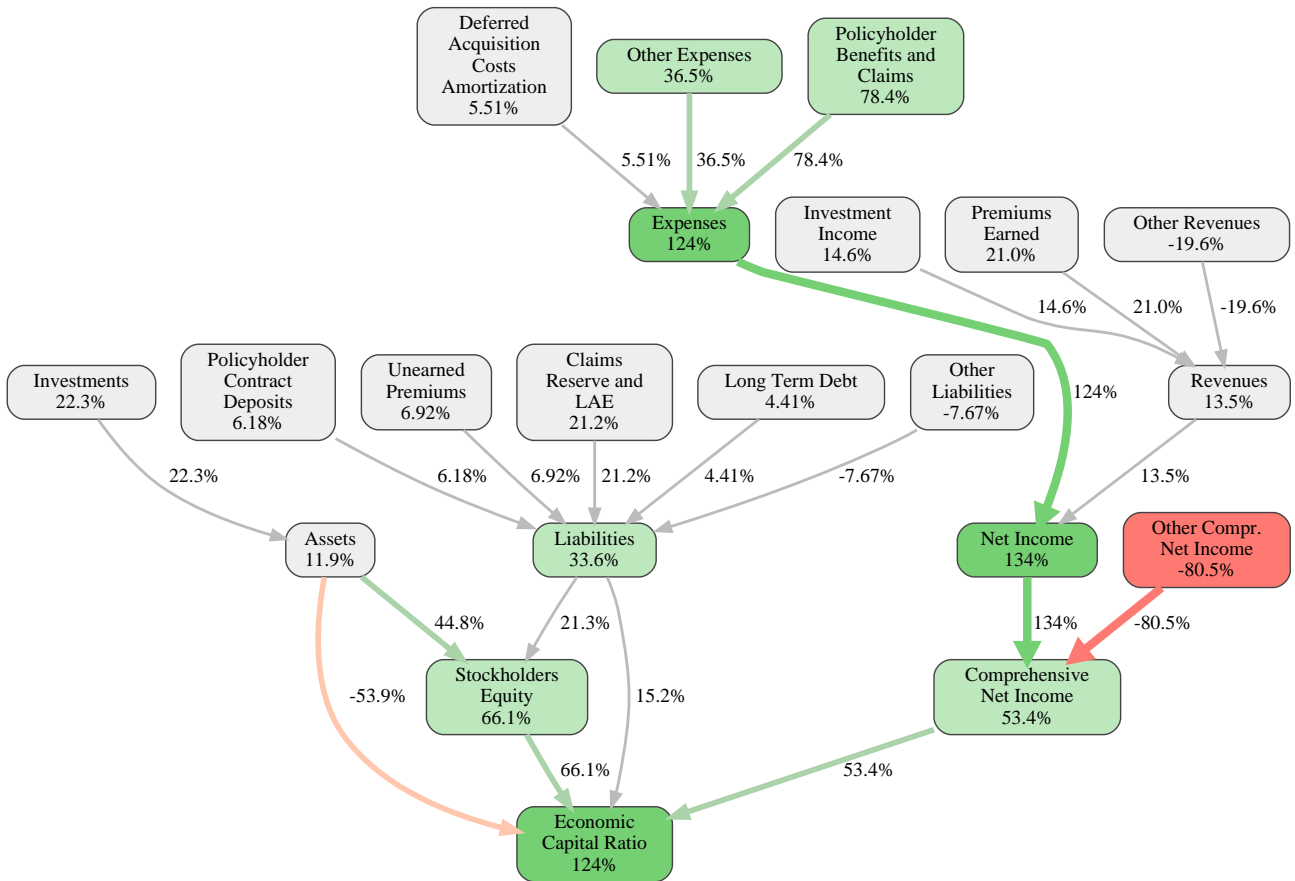 Deferred
Acquisition
Costs
Amortization
5.51%
Other Expenses
36.5%
Policyholder
Benefits and
Claims
78.4%
5.51%
36.5%
78.4%
Expenses
124%
Investment
Income
14.6%
Premiums
Earned
21.0%
Other Revenues
-19.6%
14.6%
21.0%
-19.6%
Investments
22.3%
Policyholder
Contract
Deposits
6.18%
Unearned
Premiums
6.92%
Claims
Reserve and
LAE
21.2%
Long Term Debt
4.41%
Other
Liabilities
-7.67%
124%
Revenues
13.5%
22.3%
6.18%
6.92%
21.2%
4.41%
-7.67%
13.5%
Assets
11.9%
Liabilities
33.6%
Net Income
134%
Other Compr.
Net Income
-80.5%
44.8%
21.3%
134%
-80.5%
-53.9%
Stockholders
Equity
66.1%
15.2%
Comprehensive
Net Income
53.4%
66.1%
53.4%
Economic
Capital Ratio
124%